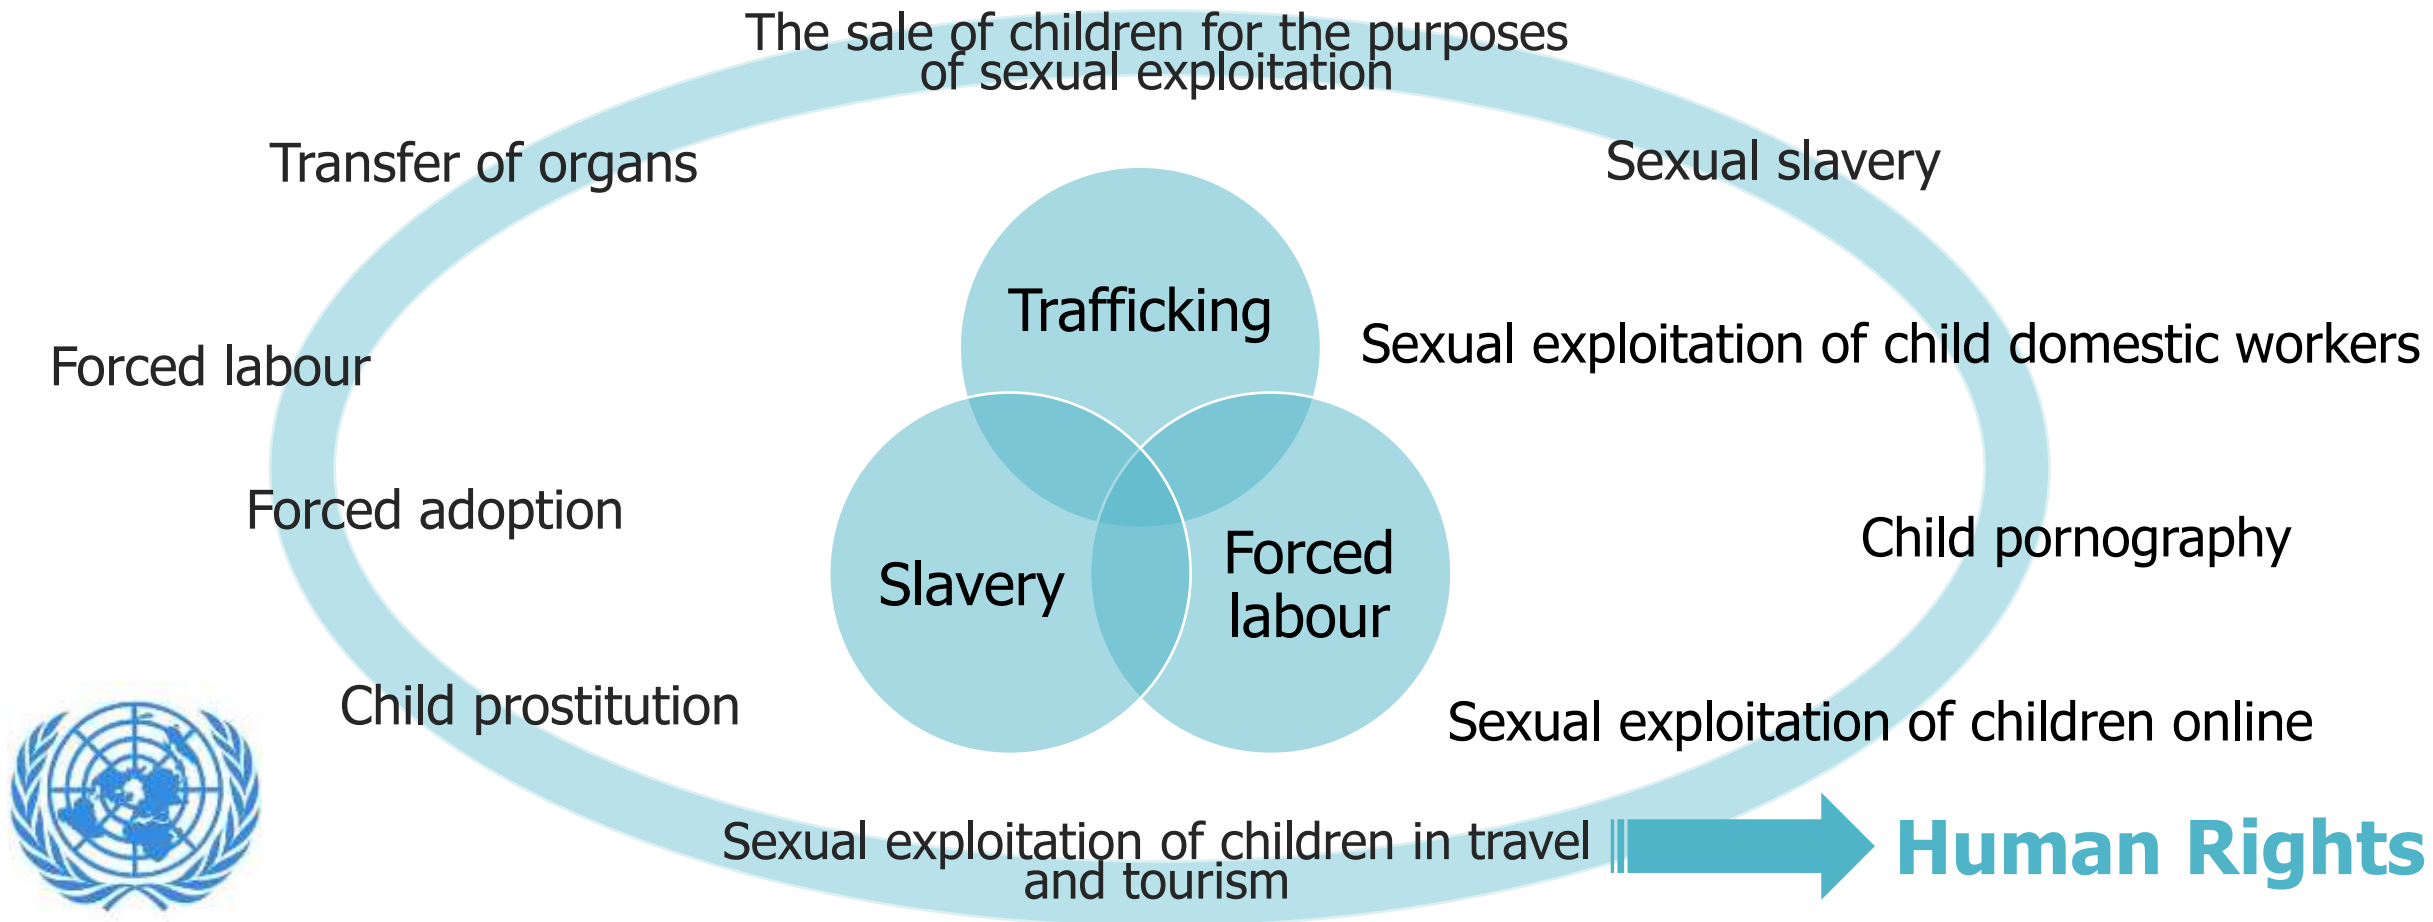 The sale of children for the purposes
of sexual exploitation
Transfer of organs
Sexual slavery
Trafficking
Sexual exploitation of child domestic workers
Forced labour
Forced adoption
Child pornography
Slavery
Forced
labour
Child prostitution
Sexual exploitation of children online
Sexual exploitation of children in travel
and tourism
Human Rights